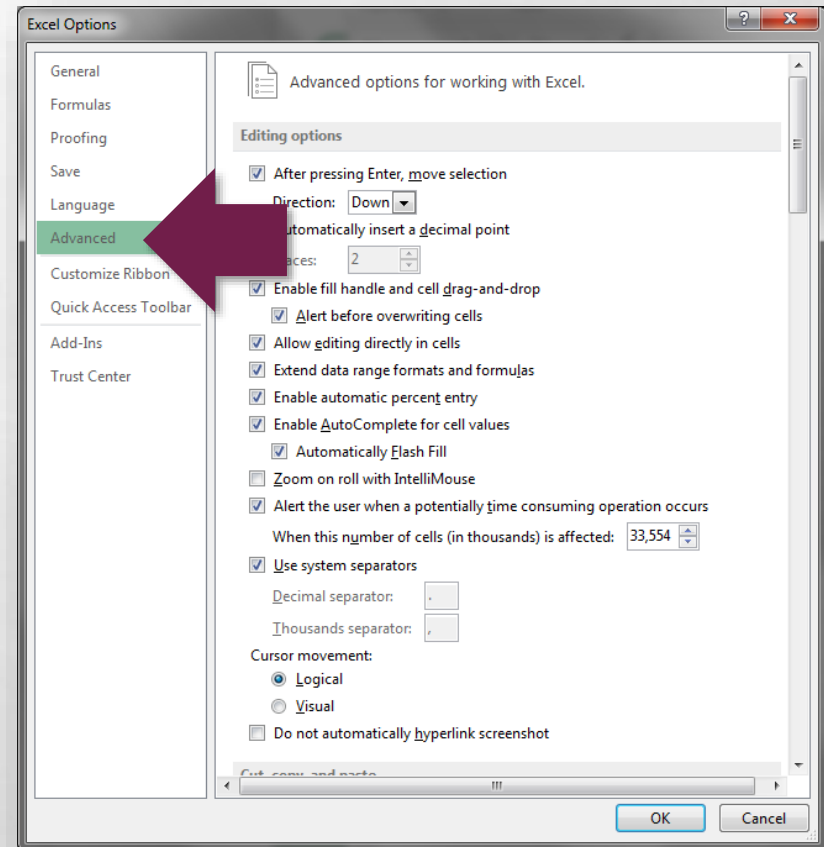 Excel Options
General
Formulas
Proofing
Save
Language
Advanced
Customize Ribbon
Quick Access Toolbar
Add-Ins
Trust Center
Advanced options for working with Excel.
Editing options
After pressing Enter, move selection
Direction: Down
utomatically insert a decimal point
aces: 2
Enable fill handle and cell drag-and-drop
Alert before overwriting cells
Allow editing directly in cells
Extend data range formats and formulas
Enable automatic percent entry
Enable AutoComplete for cell values
Automatically Flash Fill
Zoom on roll with IntelliMouse
Alert the user when a potentially time consuming operation occurs
When this number of cells (in thousands) is affected: 33,554
Use system separators
Decimal separator: .
Thousands separator: ,
Cursor movement:
Logical
Visual
Do not automatically hyperlink screenshot
Cut, copy, and paste
OK Cancel